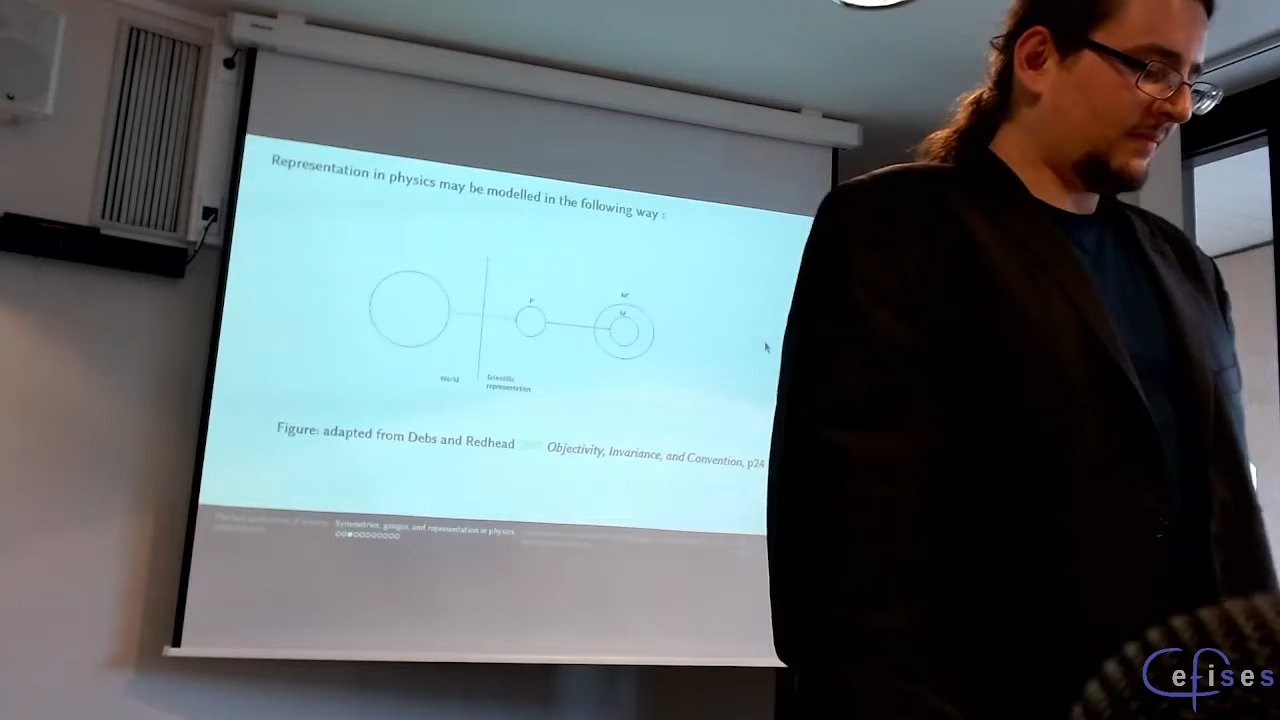 Representation in physics may be modelled in the following way :
P
M'
M
World
Scientific
representation
Figure: adapted from Debs and Redhead Objectivity, Invariance, and Convention, p24
Symmetries, gauges, and representation in physics
Cefises